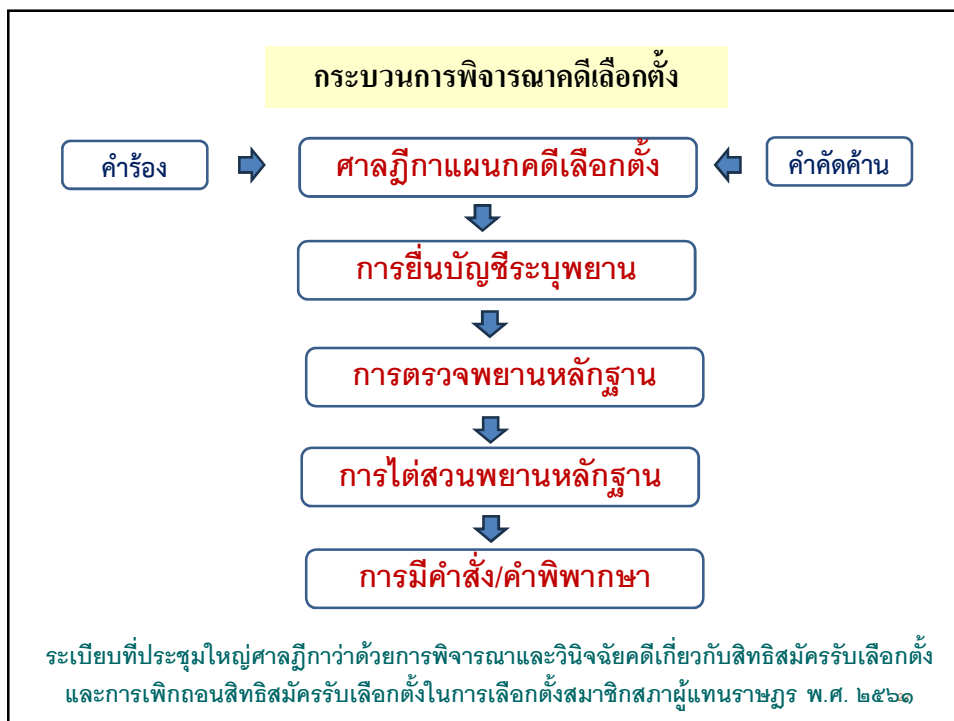 กระบวนการพิจารณาคดีเลือกตั้ง
คำร้อง
ศาลฎีกาแผนกคดีเลือกตั้ง
คำคัดค้าน
การยื่นบัญชีระบุพยาน
การตรวจพยานหลักฐาน
การไต่สวนพยานหลักฐาน
การมีคำสั่ง/คำพิพากษา
ระเบียบที่ประชุมใหญ่ศาลฎีกาว่าด้วยการพิจารณาและวินิจฉัยคดีเกี่ยวกับสิทธิสมัครรับเลือกตั้ง
และการเพิกถอนสิทธิสมัครรับเลือกตั้งในการเลือกตั้งสมาชิกสภาผู้แทนราษฎร พ.ศ. ๒๕๖๑